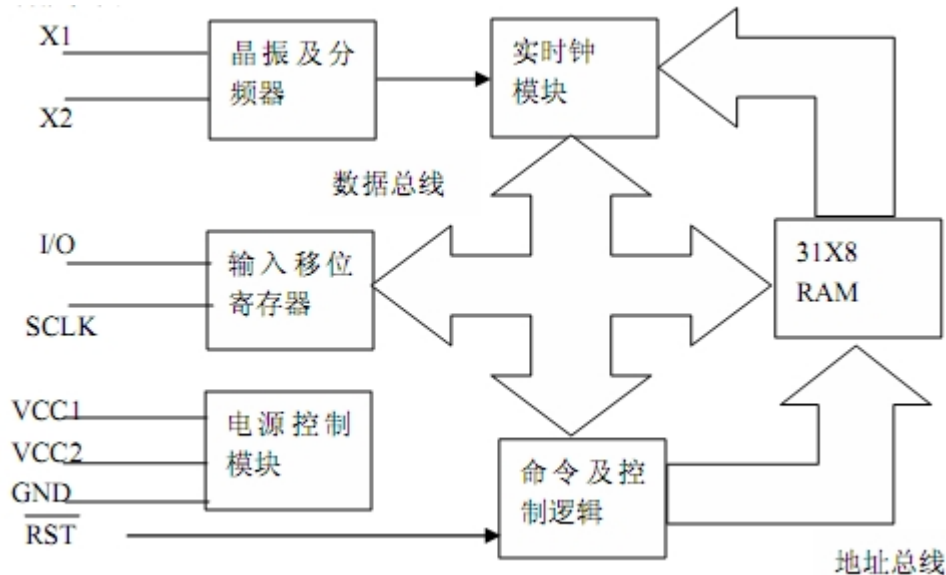 X1
X2
晶振及分
频器
实时钟
模块
数据总线
I/O
SCLK
输入移位
寄存器
31X8
RAM
VCC1
VCC2
GND
RST
电源控制
模块
命令及控
制逻辑
地址总线